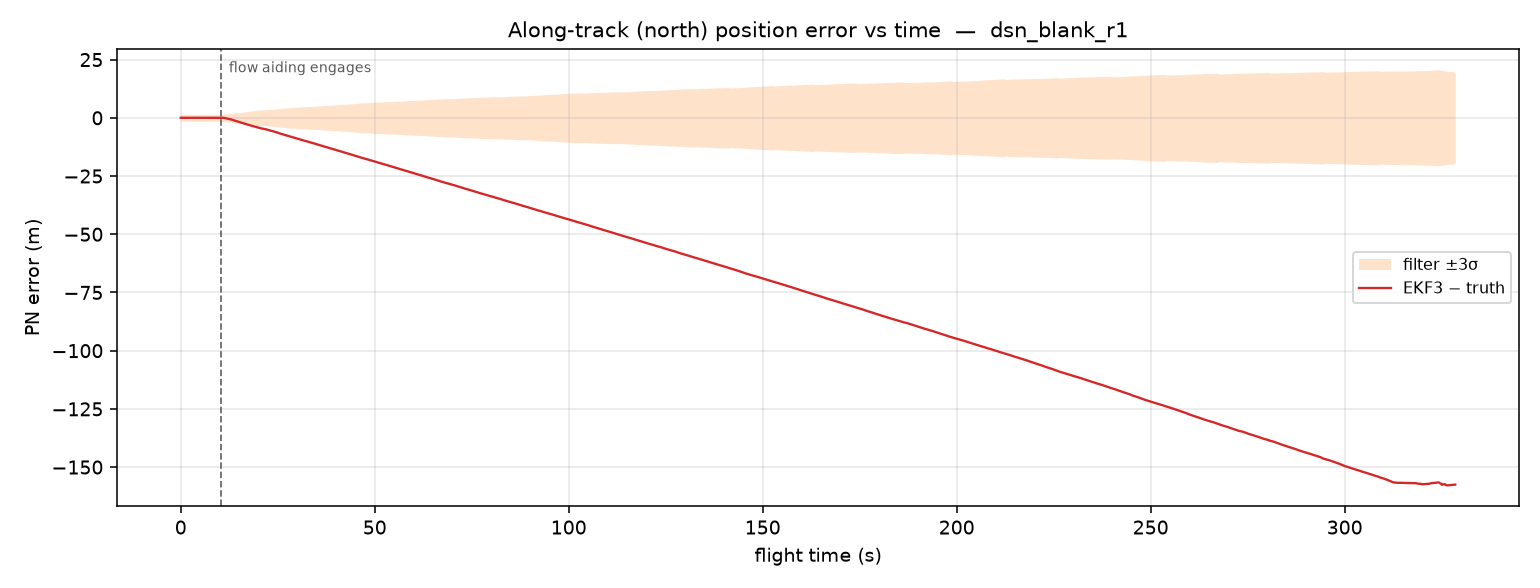 Along-track (north) position error vs time — dsn_blank_r1
flow aiding engages
25
0
−25
−50
−75
−100
−125
−150
PN error (m)
filter ±3σ
EKF3 − truth
0
50
100
150
200
250
300
flight time (s)